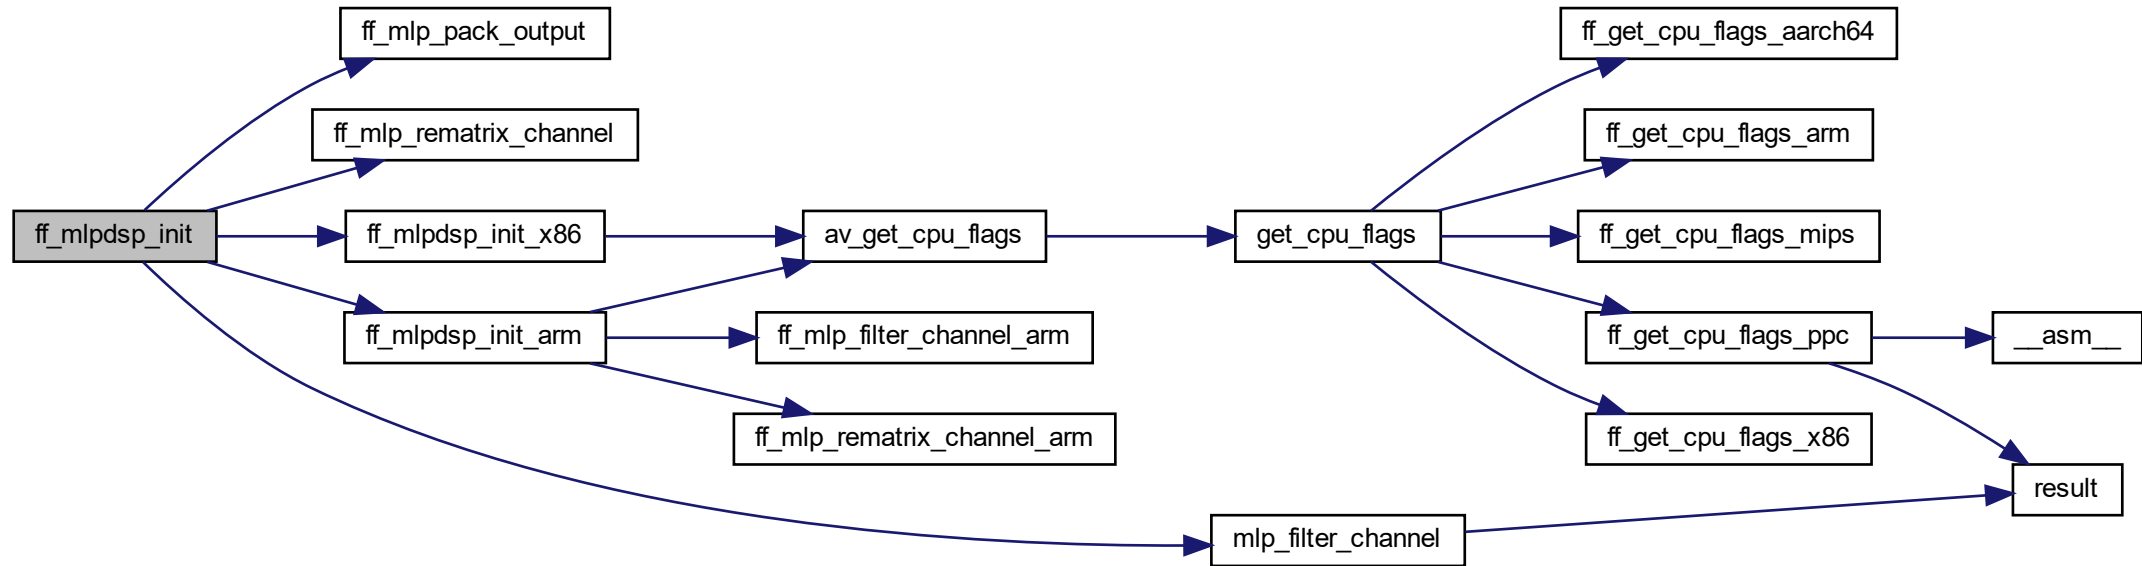 ff_mlp_pack_output
ff_get_cpu_flags_aarch64
ff_mlp_rematrix_channel
ff_get_cpu_flags_arm
ff_mlpdsp_init
ff_mlpdsp_init_x86
av_get_cpu_flags
get_cpu_flags
ff_get_cpu_flags_mips
ff_mlpdsp_init_arm
ff_mlp_filter_channel_arm
ff_get_cpu_flags_ppc
__asm__
ff_mlp_rematrix_channel_arm
ff_get_cpu_flags_x86
result
mlp_filter_channel